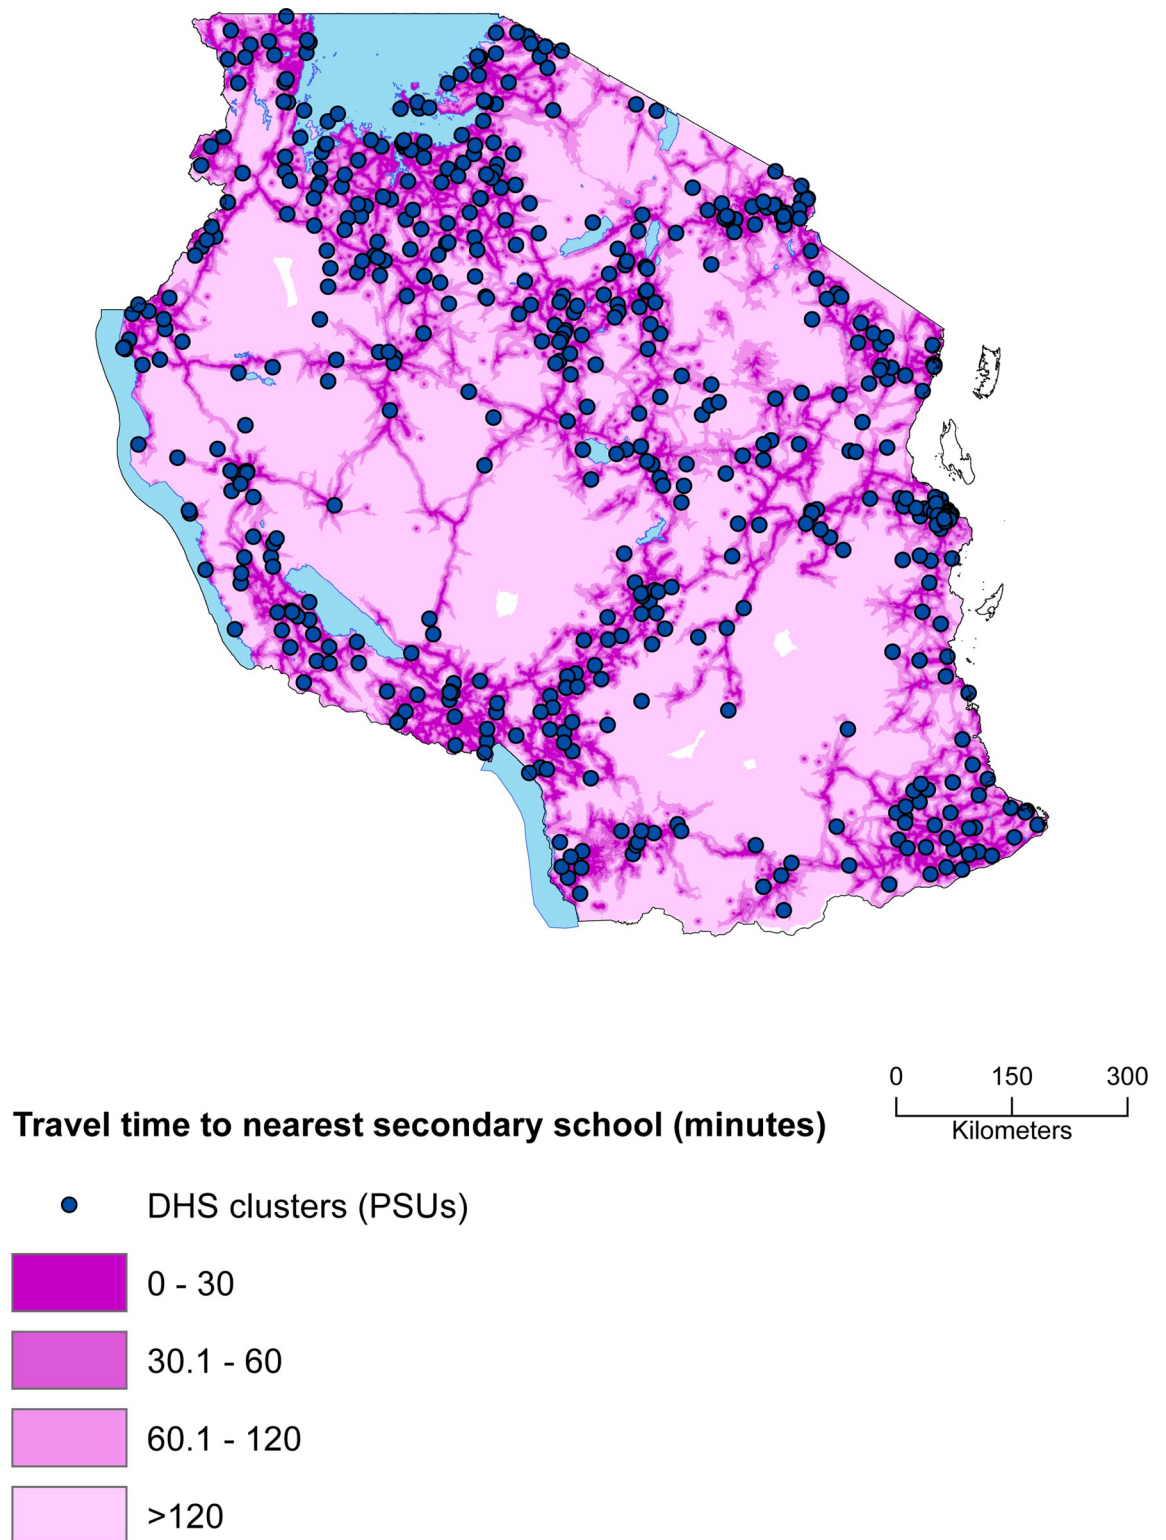 0 150 300
Kilometers
Travel time to nearest secondary school (minutes)
DHS clusters (PSUs)
0 - 30
30.1 - 60
60.1 - 120
>120